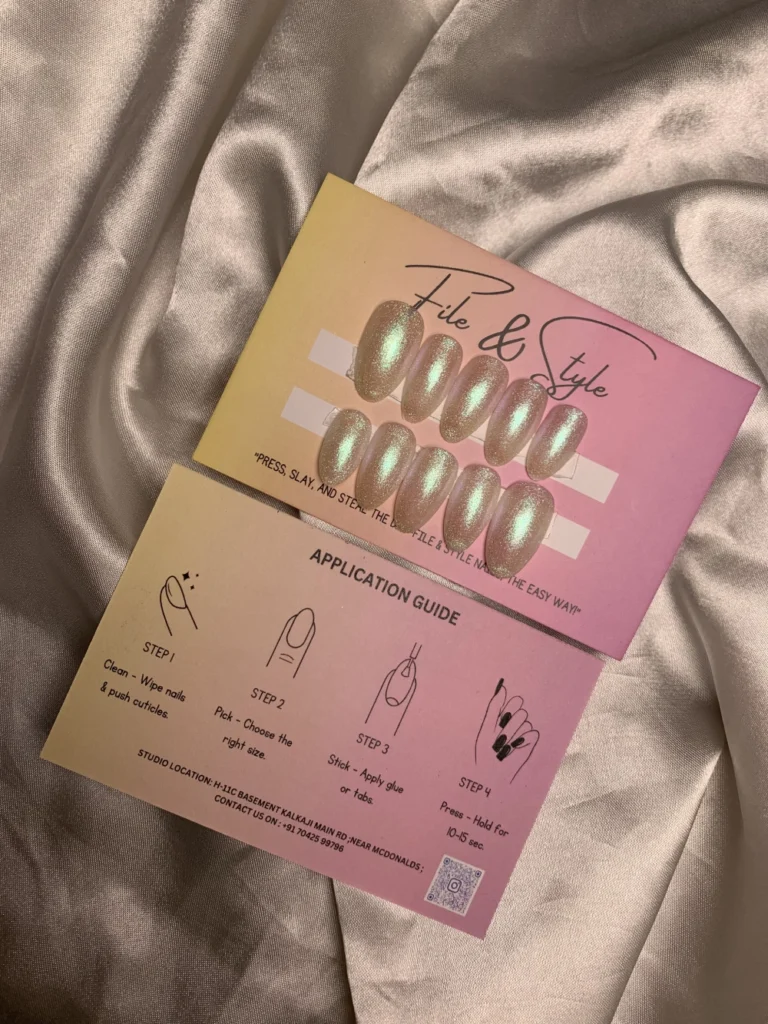 File & Style
"PRESS, SLAY, AND STEAL THE FILE & STYLE THE EASY WAY!"
APPLICATION GUIDE
STEP 1
Clean - Wipe nails
& push cuticles.
STEP 2
Pick - Choose the
right size.
STEP 3
Stick - Apply glue
or tabs.
STEP 4
Press - Hold for
10-15 sec.
STUDIO LOCATION: H-11C BASEMENT KALKAJI MAIN RD ;NEAR MCDONALDS ;
CONTACT US ON : +91 70425 99796